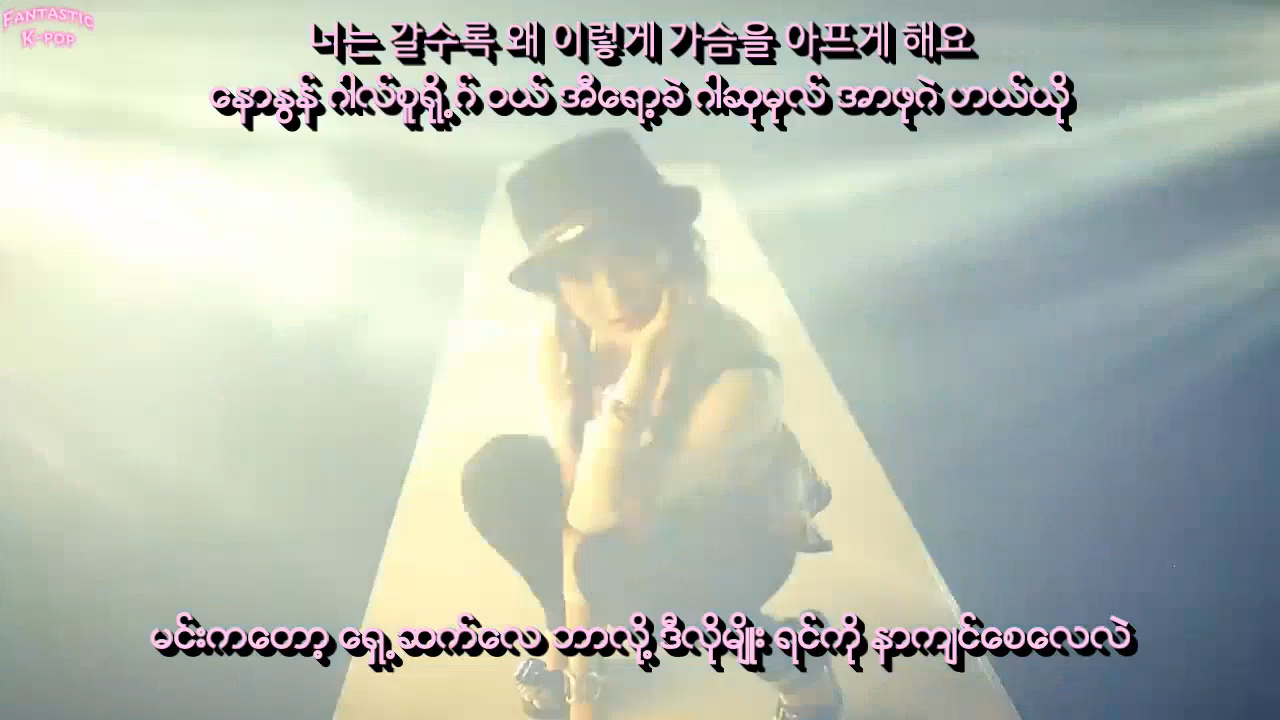 FANTASTIC
K-POP
너는 갈수록 왜 이렇게 가슴을 아프게 해요
နောနွန် ဂါလ်စူရှို့ဂ် ဝယ် အီရော့ခဲ ဂါဆုမုလ် အာဖုဂဲ ဟယ်ယို
မင်းကတော့ ရှေ့ဆက်လေ ဘာလို့ ဒီလိုမျိုး ရင်ကို နာကျင်စေလေလဲ